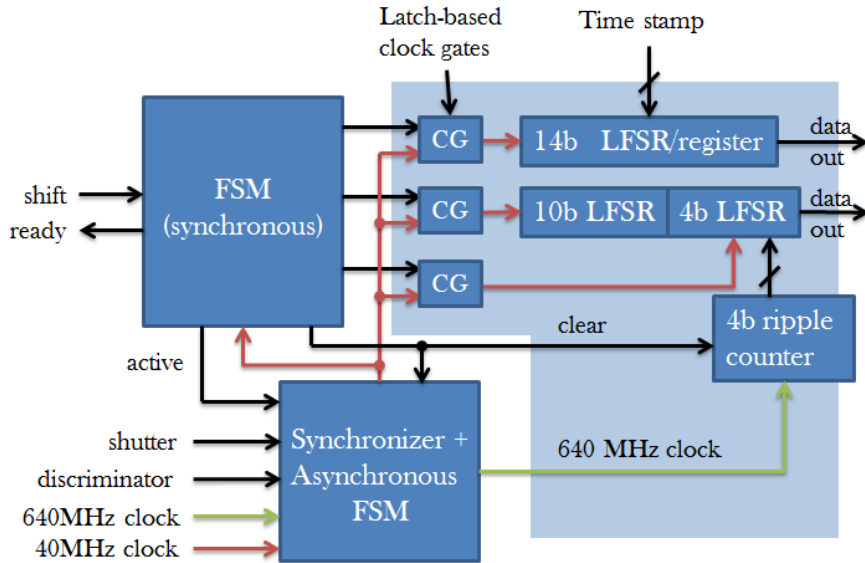 Latch-based
clock gates
Time stamp
CG
14b LFSR/register
data
out
FSM
(synchronous)
shift
ready
CG
10b LFSR
4b LFSR
data
out
CG
4b ripple
counter
clear
active
Synchronizer +
Asynchronous
FSM
shutter
discriminator
640MHz clock
40MHz clock
640 MHz clock